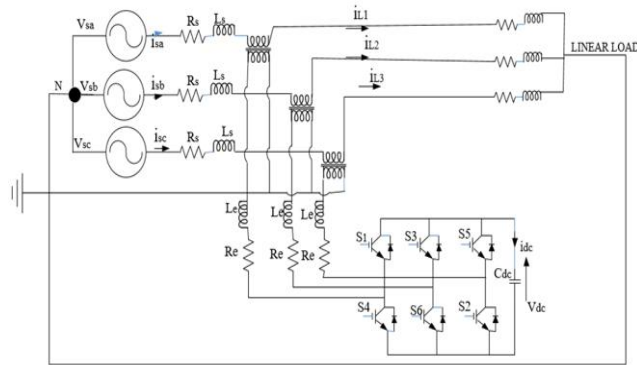 Vsa
isa
Rs
Ls
iL1
iL2
iL3
LINEAR LOAD
N
Vsb
isb
Rs
Ls
Vsc
isc
Rs
Ls
Le
Le
Le
Re
Re
Re
S1
S3
S5
idc
Cdc
Vdc
S4
S6
S2